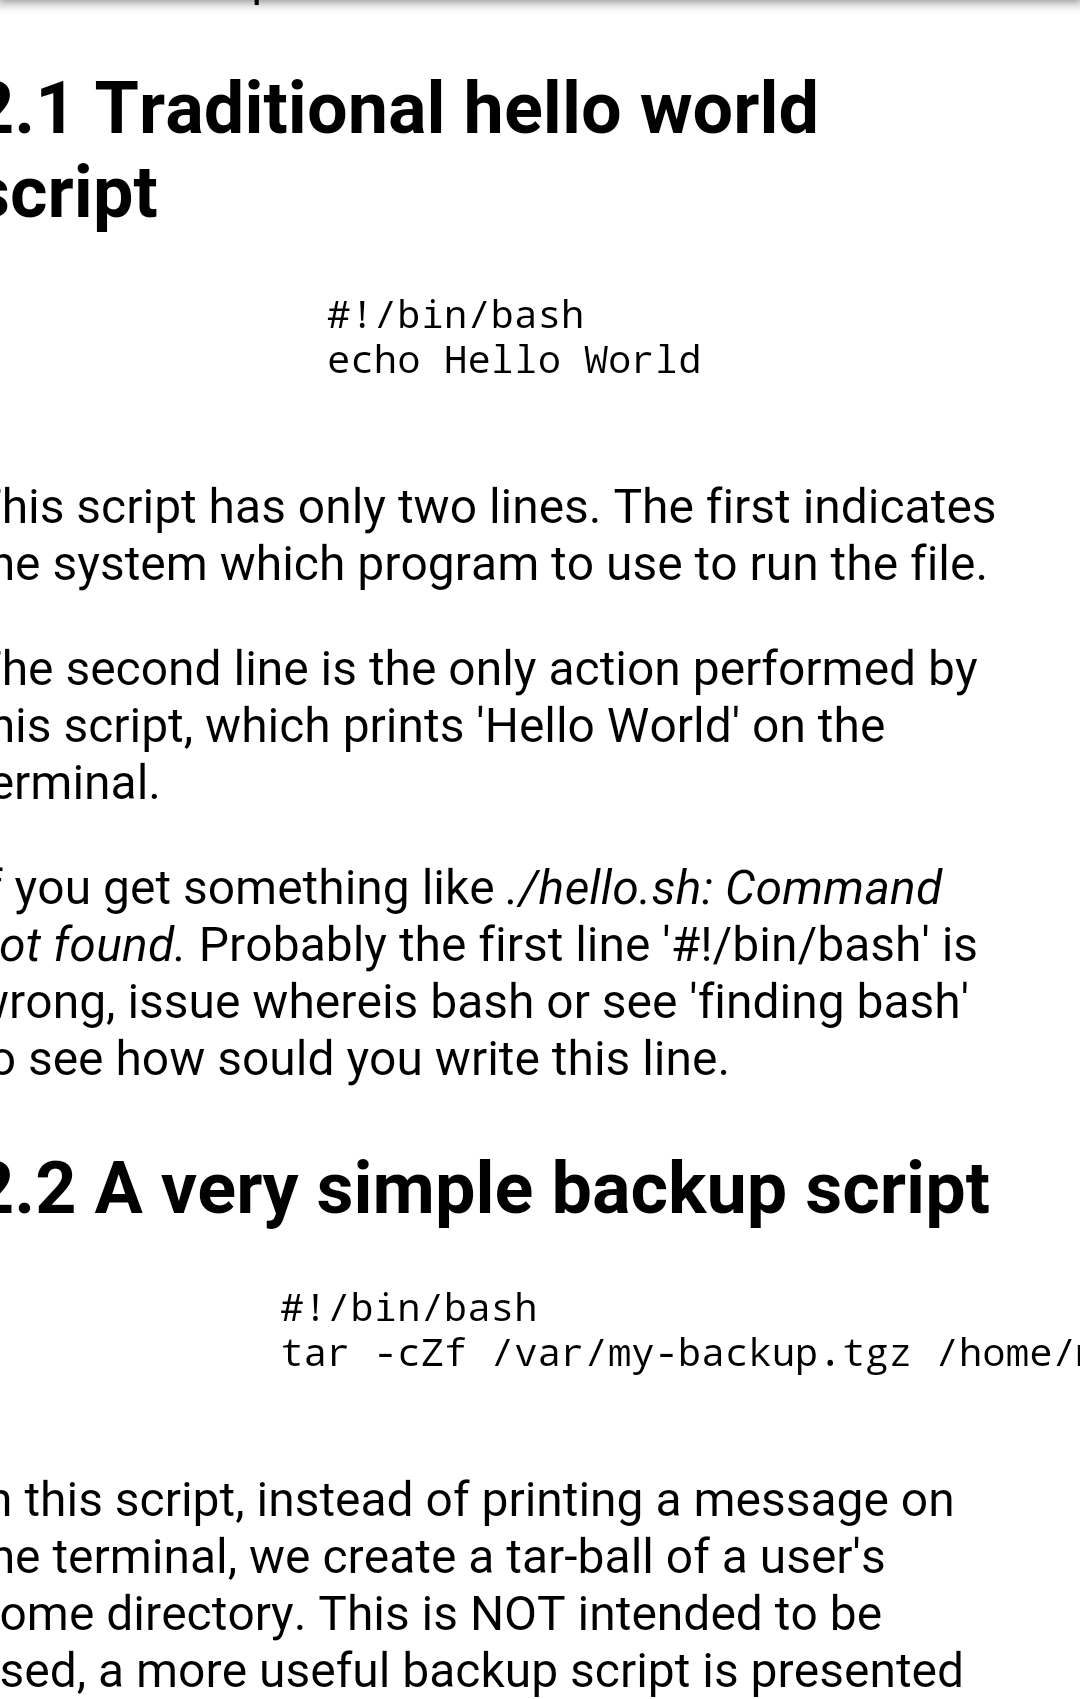 2.1 Traditional hello world
script
#!/bin/bash
echo Hello World
his script has only two lines. The first indicates
he system which program to use to run the file.
he second line is the only action performed by
his script, which prints 'Hello World' on the
erminal.
f you get something like ./hello.sh: Command
ot found. Probably the first line '#!/bin/bash' is
wrong, issue whereis bash or see 'finding bash'
o see how sould you write this line.
2.2 A very simple backup script
#!/bin/bash
tar -cZf /var/my-backup.tgz /home/
n this script, instead of printing a message on
he terminal, we create a tar-ball of a user's
ome directory. This is NOT intended to be
sed, a more useful backup script is presented